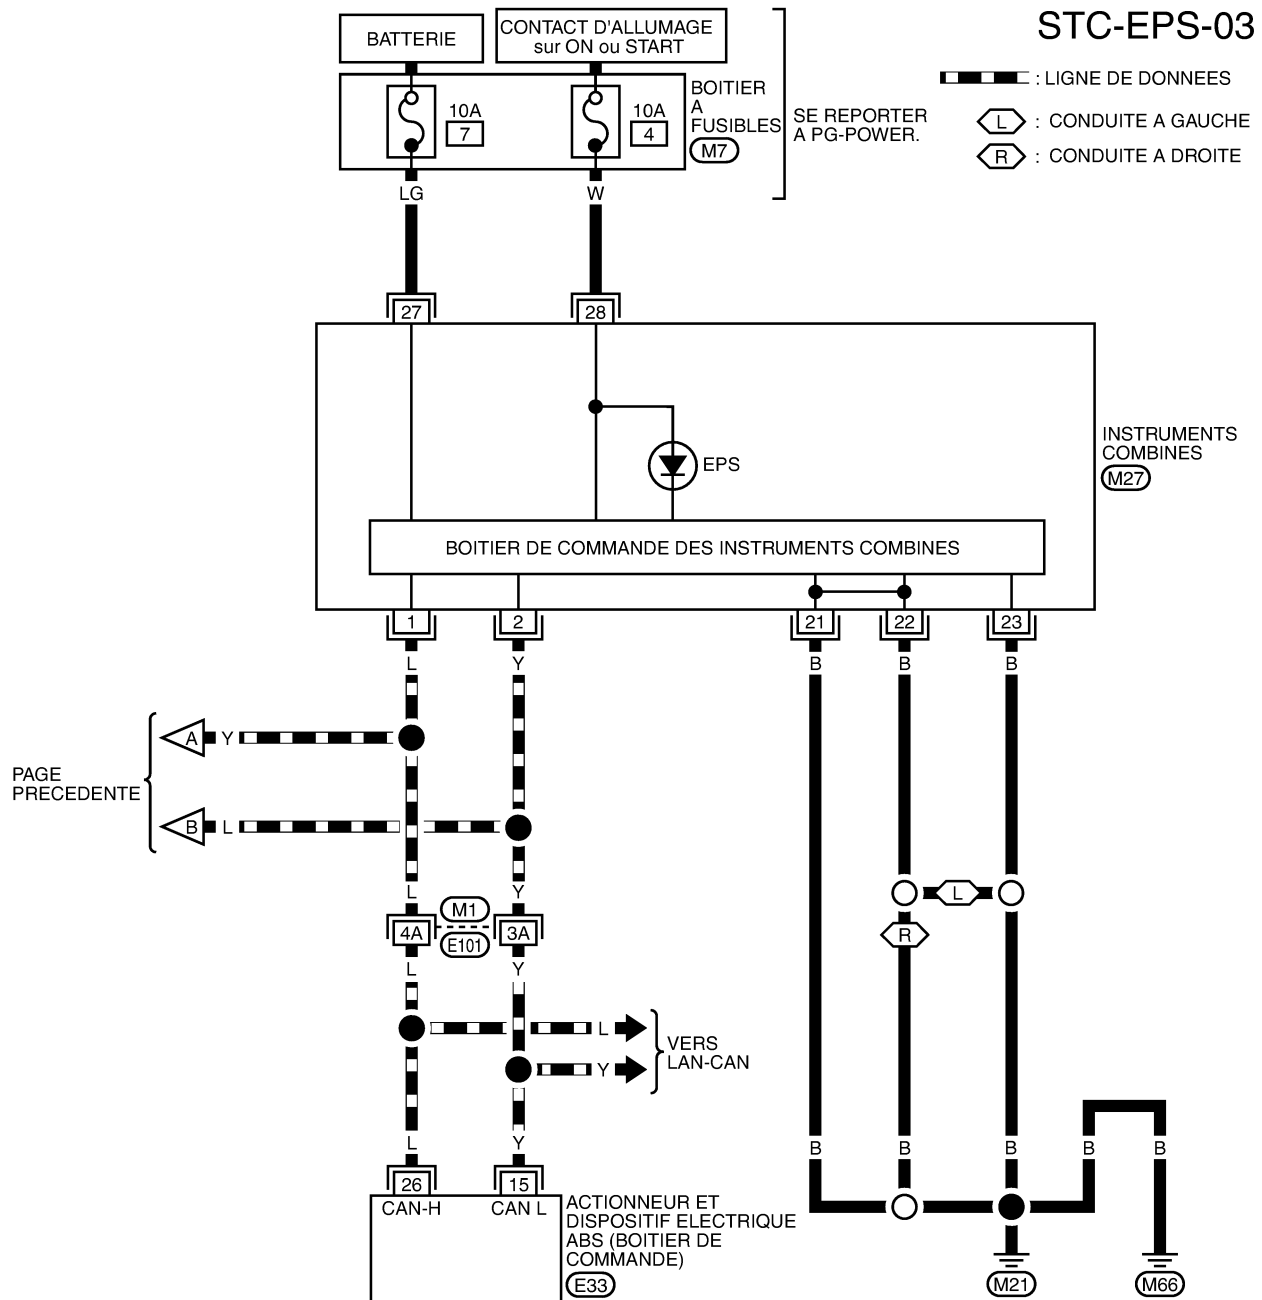 STC-EPS-03
BATTERIE
CONTACT D'ALLUMAGE
sur ON ou START
: LIGNE DE DONNEES
L : CONDUITE A GAUCHE
R : CONDUITE A DROITE
10A
7
10A
4
BOITIER
A
FUSIBLES
M7
SE REPORTER
A PG-POWER.
LG
W
27
28
EPS
INSTRUMENTS
COMBINES
M27
BOITIER DE COMMANDE DES INSTRUMENTS COMBINES
1
2
21
22
23
L
Y
B
B
B
A
Y
PAGE
PRECEDENTE
B
L
L
Y
L
R
4A
M1
E101
3A
L
Y
L
Y
VERS
LAN-CAN
L
Y
B
B
B
B
B
26
15
CAN-H
CAN L
ACTIONNEUR ET
DISPOSITIF ELECTRIQUE
ABS (BOITIER DE
COMMANDE)
E33
M21
M66